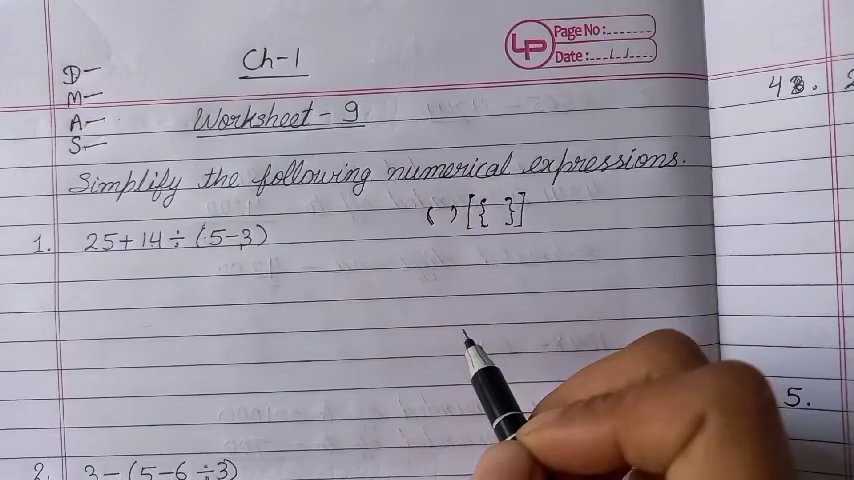 LP
Page No :.......
Date :..../..../....
Ch-1
D-
M-
A-
S-
Worksheet - 9
Simplify the following numerical expressions.
( ) [{ }]
1. 25+14÷(5-3)
2. 3-(5-6÷3)
5.